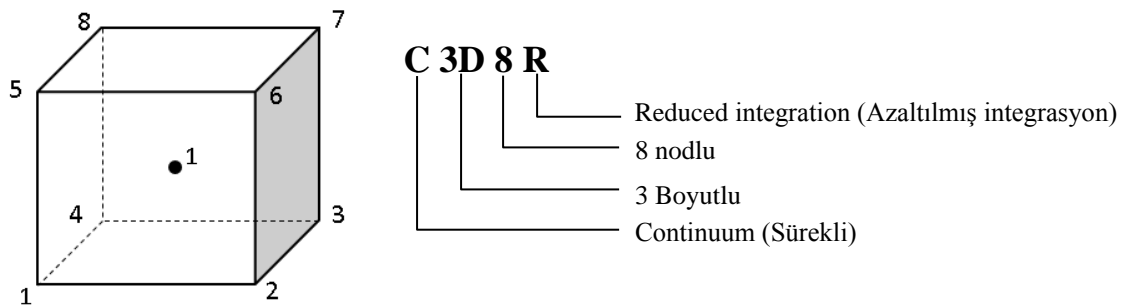 8
7
5
6
1
4
3
1
2
C 3D 8 R
Reduced integration (Azaltılmış integrasyon)
8 nodlu
3 Boyutlu
Continuum (Sürekli)